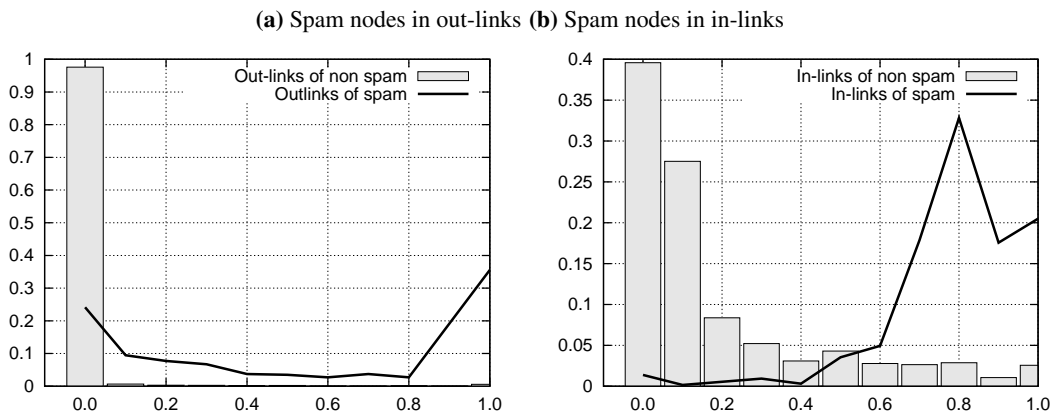 (a) Spam nodes in out-links (b) Spam nodes in in-links
Out-links of non spam
Outlinks of spam
1
0.9
0.8
0.7
0.6
0.5
0.4
0.3
0.2
0.1
0
0.0 0.2 0.4 0.6 0.8 1.0
In-links of non spam
In-links of spam
0.4
0.35
0.3
0.25
0.2
0.15
0.1
0.05
0
0.0 0.2 0.4 0.6 0.8 1.0